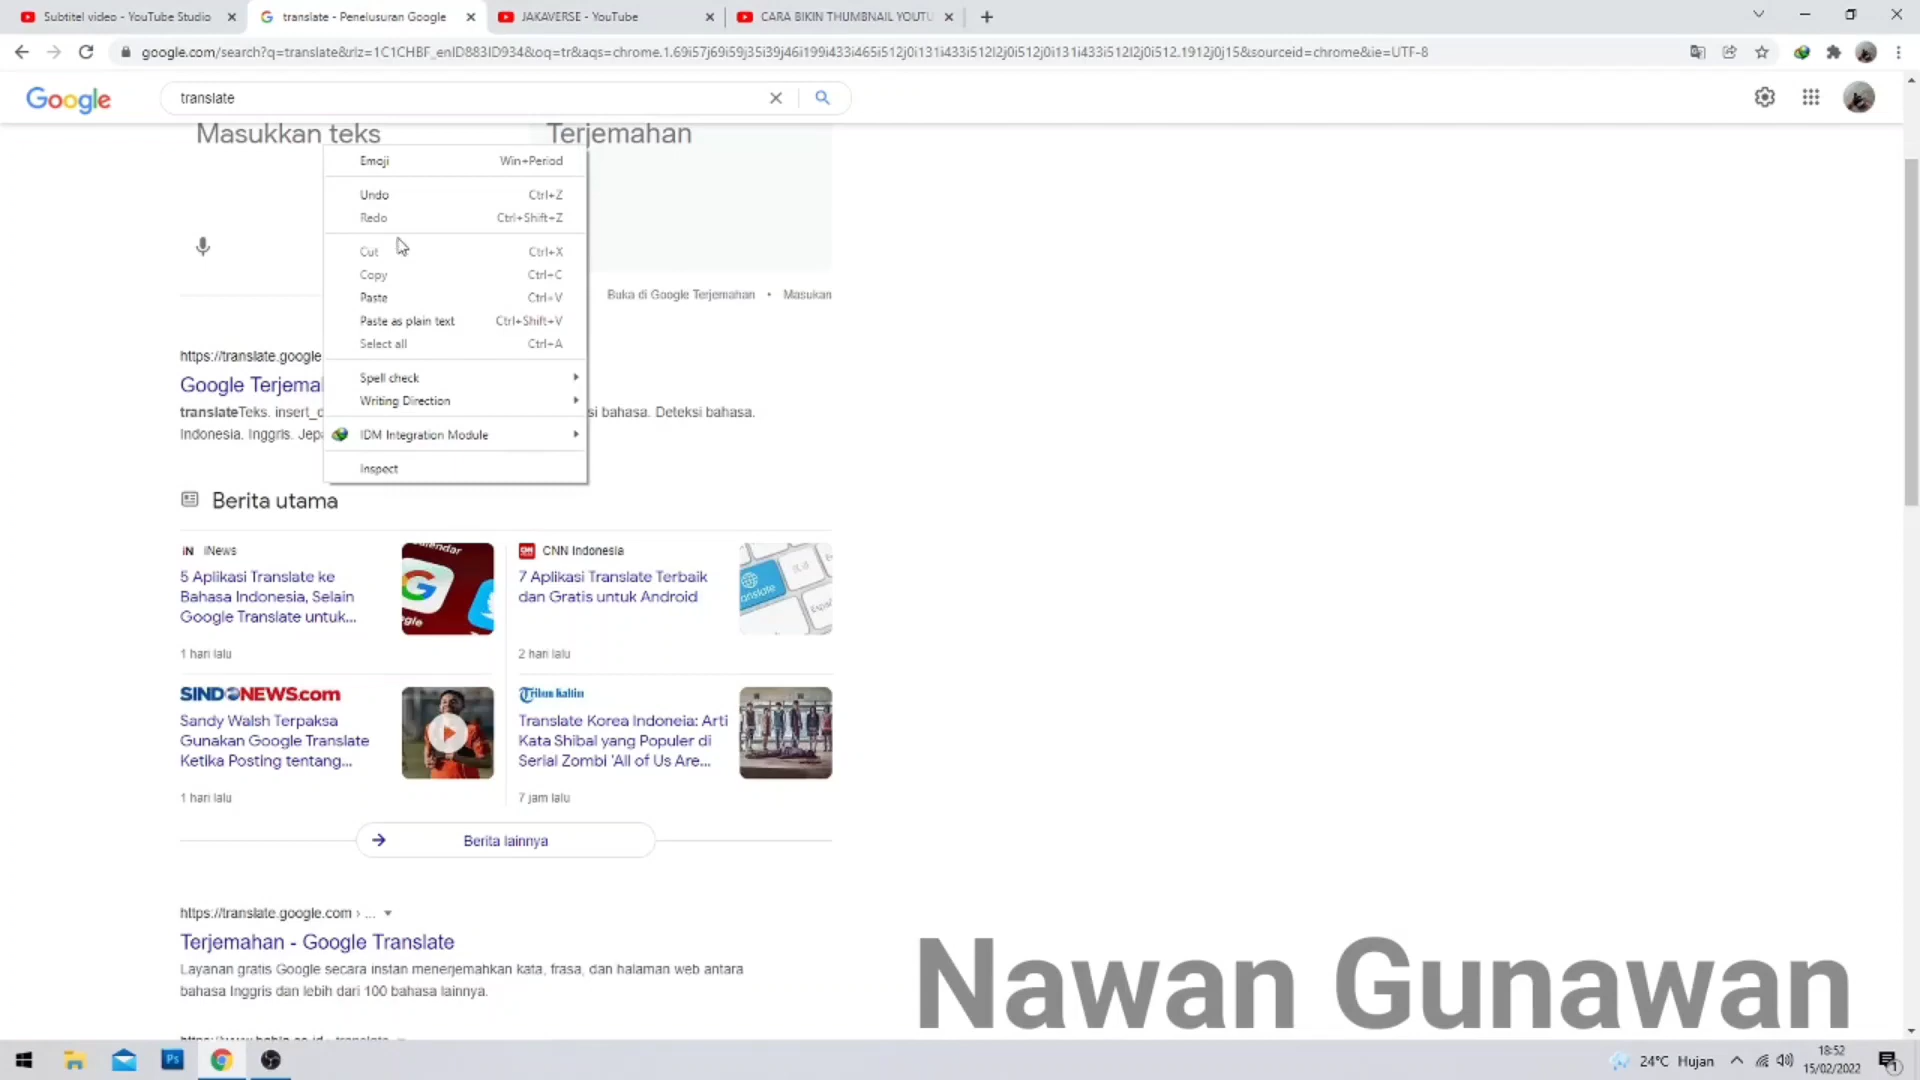 Subtitel video - YouTube Studio
translate - Penelusuran Google
JAKAVERSE - YouTube
CARA BIKIN THUMBNAIL YOUTU
google.com/search?q=translate&rlz=1C1CHBF_enID883ID934&oq=tr&aqs=chrome.1.69i57j69i59j35i39j46i199i433i465i512j0i131i433i512l2j0i512j0i131i433i512l2j0i512.1912j0j15&sourceid=chrome&ie=UTF-8
Google
translate
Masukkan teks
Terjemahan
Emoji Win+Period
Undo Ctrl+Z
Redo Ctrl+Shift+Z
Cut Ctrl+X
Copy Ctrl+C
Paste Ctrl+V
Paste as plain text Ctrl+Shift+V
Select all Ctrl+A
Spell check
Writing Direction
IDM Integration Module
Inspect
Buka di Google Terjemahan • Masukan
https://translate.google
Google Terjemal
translateTeks. insert_d si bahasa. Deteksi bahasa.
Indonesia. Inggris. Jep
Berita utama
iN iNews
5 Aplikasi Translate ke
Bahasa Indonesia, Selain
Google Translate untuk...
1 hari lalu
CNN Indonesia
7 Aplikasi Translate Terbaik
dan Gratis untuk Android
2 hari lalu
SINDONEWS.com
Sandy Walsh Terpaksa
Gunakan Google Translate
Ketika Posting tentang...
1 hari lalu
Tribun kaltim
Translate Korea Indoneia: Arti
Kata Shibal yang Populer di
Serial Zombi 'All of Us Are...
7 jam lalu
Berita lainnya
https://translate.google.com › ...
Terjemahan - Google Translate
Layanan gratis Google secara instan menerjemahkan kata, frasa, dan halaman web antara
bahasa Inggris dan lebih dari 100 bahasa lainnya.
Nawan Gunawan
Ps
24°C Hujan
18:52
15/02/2022
1